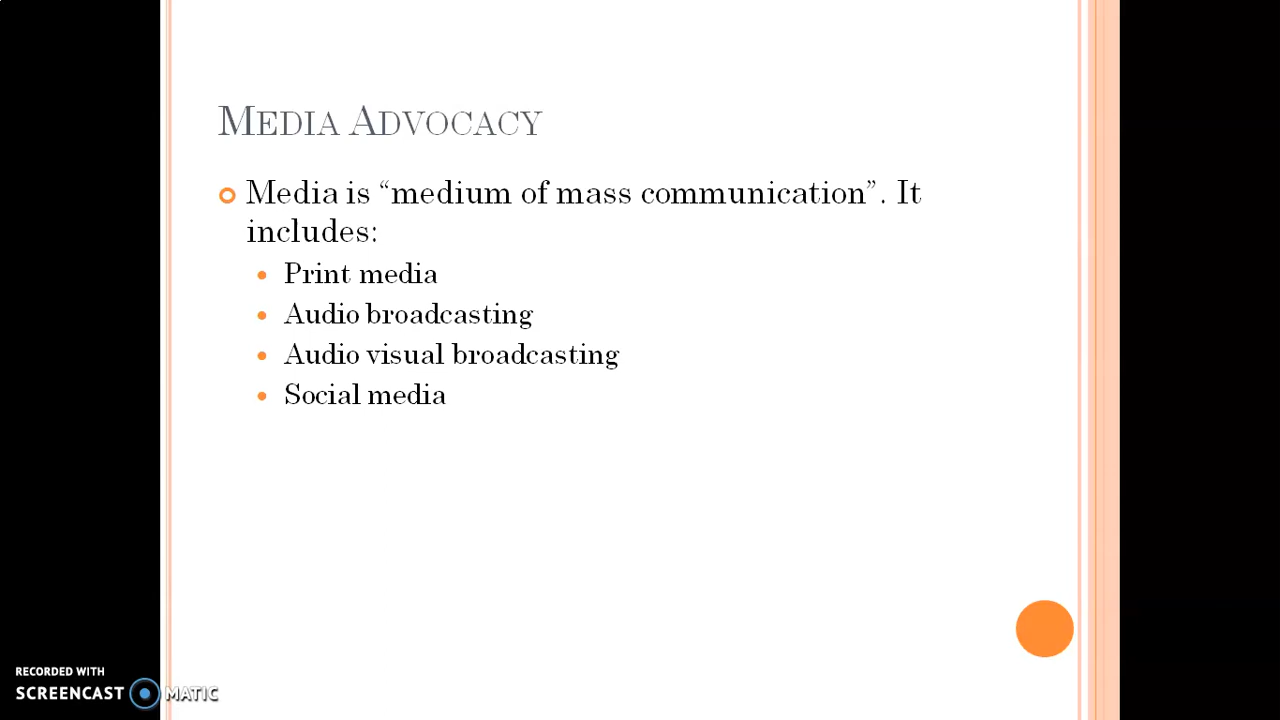 MEDIA ADVOCACY
Media is “medium of mass communication”. It
includes:
Print media
Audio broadcasting
Audio visual broadcasting
Social media
RECORDED WITH
SCREENCAST MATIC